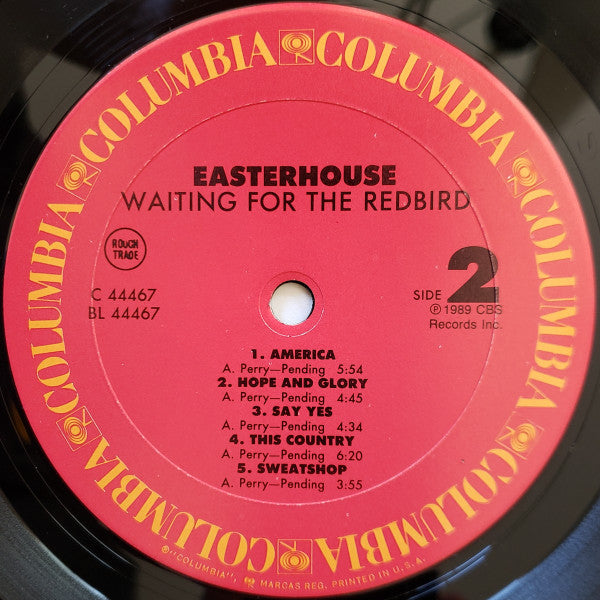 COLUMBIA COLUMBIA COLUMBIA COLUMBIA COLUMBIA COLUMBIA COLUMBIA
EASTERHOUSE
WAITING FOR THE REDBIRD
ROUGH
TRADE
C 44467
BL 44467
SIDE 2
℗ 1989 CBS
Records Inc.
1. AMERICA
A. Perry—Pending 5:54
2. HOPE AND GLORY
A. Perry—Pending 4:45
3. SAY YES
A. Perry—Pending 4:34
4. THIS COUNTRY
A. Perry—Pending 6:20
5. SWEATSHOP
A. Perry—Pending 3:55
® "COLUMBIA", MARCAS REG. PRINTED IN U.S.A.